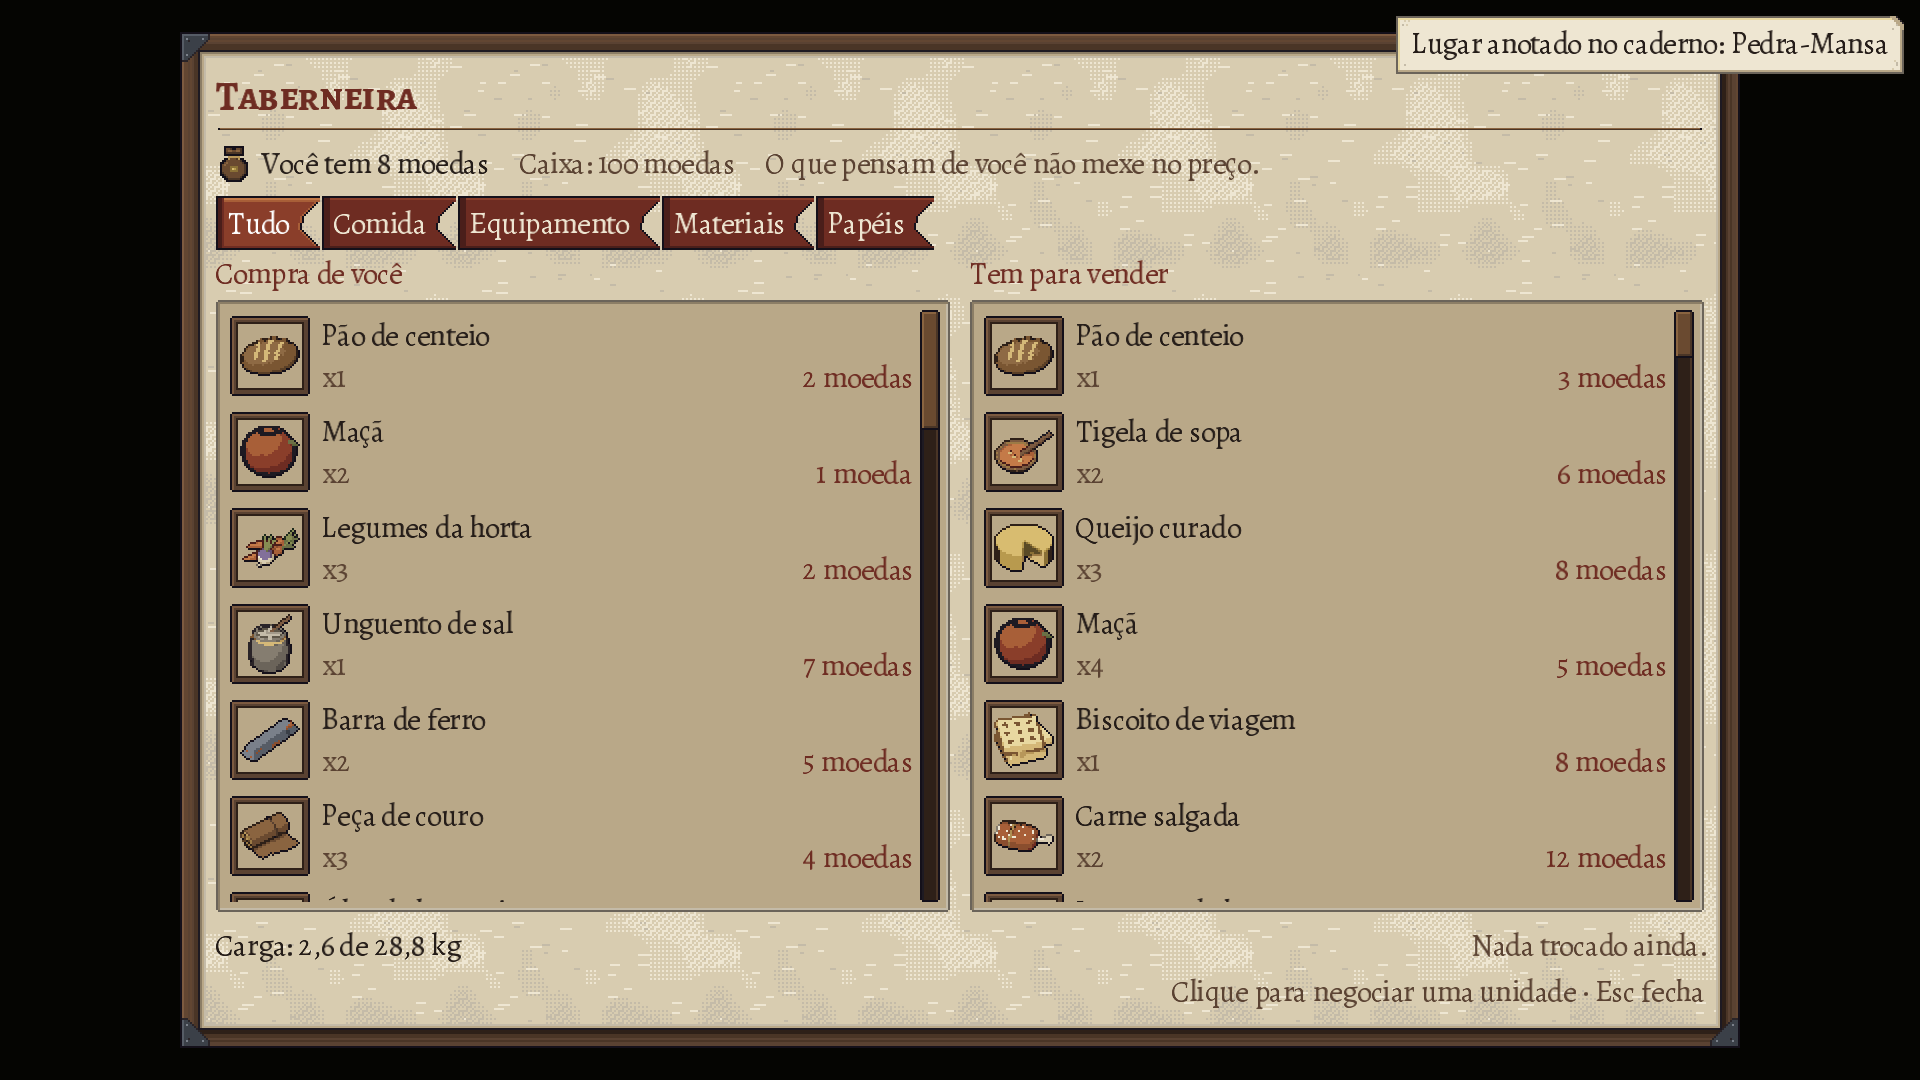 Lugar anotado no caderno: Pedra-Mansa
Taberneira
Você tem 8 moedas Caixa: 100 moedas O que pensam de você não mexe no preço.
Tudo Comida Equipamento Materiais Papéis
Compra de você
Pão de centeio
x1 2 moedas
Maçã
x2 1 moeda
Legumes da horta
x3 2 moedas
Unguento de sal
x1 7 moedas
Barra de ferro
x2 5 moedas
Peça de couro
x3 4 moedas
Tem para vender
Pão de centeio
x1 3 moedas
Tigela de sopa
x2 6 moedas
Queijo curado
x3 8 moedas
Maçã
x4 5 moedas
Biscoito de viagem
x1 8 moedas
Carne salgada
x2 12 moedas
Carga: 2,6 de 28,8 kg
Nada trocado ainda.
Clique para negociar uma unidade · Esc fecha